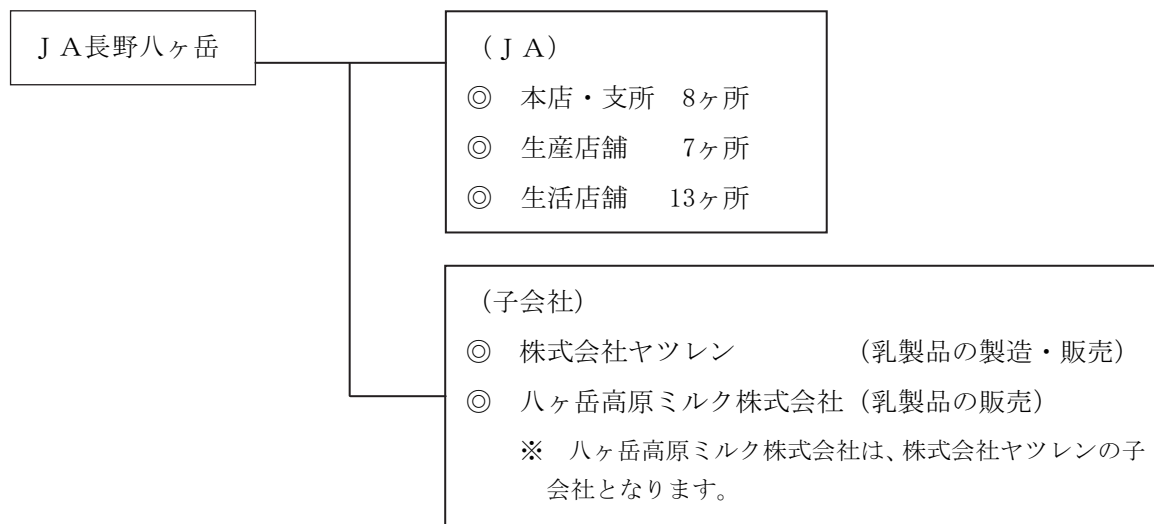 ＪＡ長野八ヶ岳
（ＪＡ）
◎　本店・支所　8ヶ所
◎　生産店舗　　7ヶ所
◎　生活店舗　 13ヶ所
（子会社）
◎　株式会社ヤツレン　　　　（乳製品の製造・販売）
◎　八ヶ岳高原ミルク株式会社（乳製品の販売）
※　八ヶ岳高原ミルク株式会社は、株式会社ヤツレンの子
会社となります。